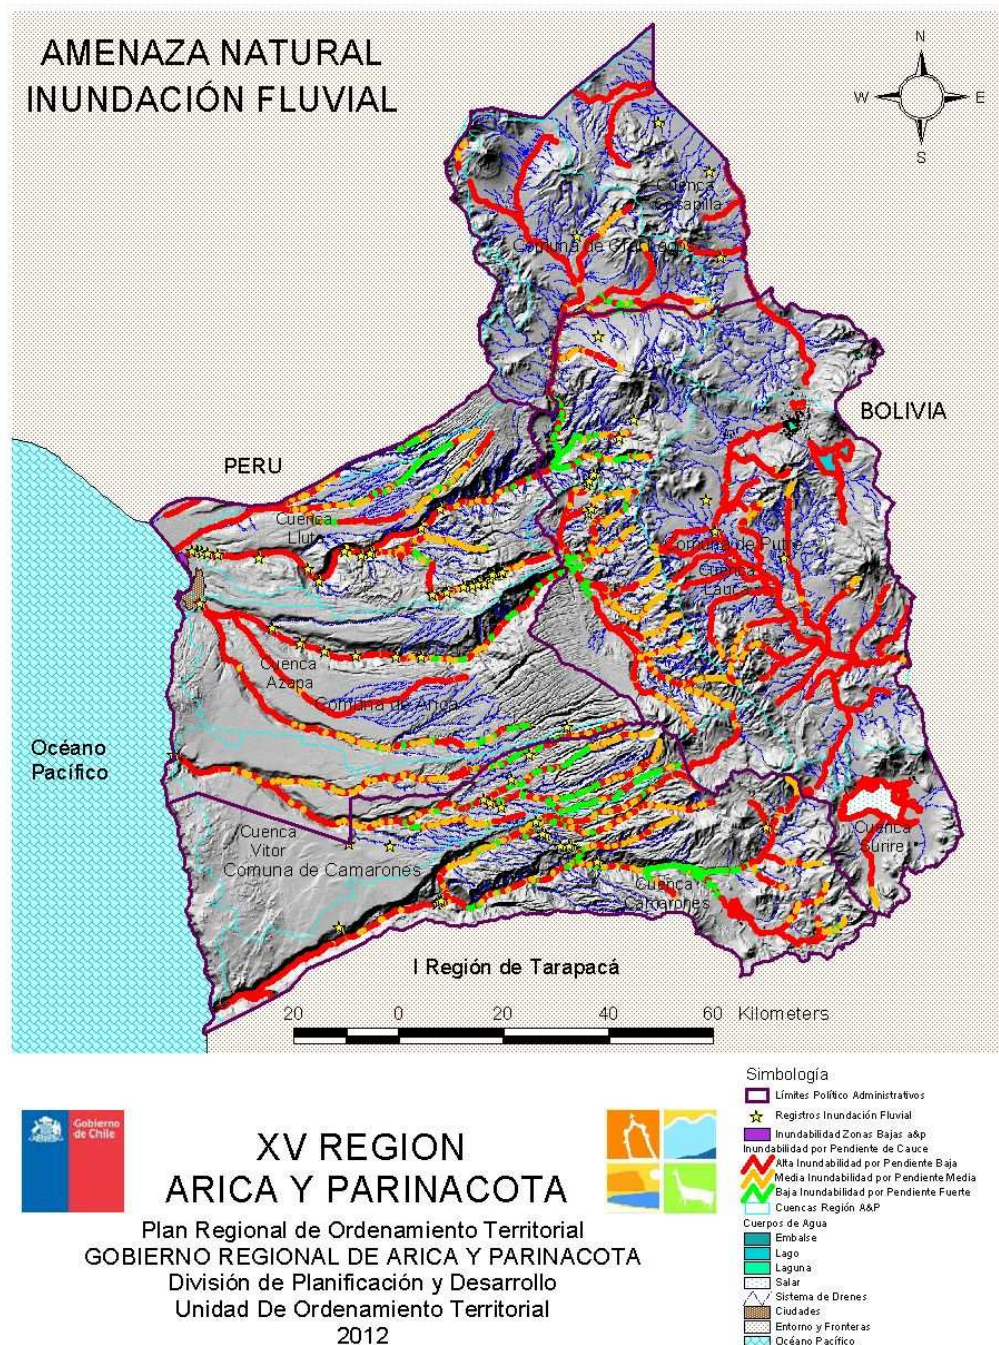 AMENAZA NATURAL
INUNDACIÓN FLUVIAL
N
W
E
S
Cuenca
Cosapilla
Comuna de Gral Lagos
BOLIVIA
PERU
Cuenca
Lluta
Comuna de Putre
Cuenca
Lauca
Cuenca
Azapa
Comuna de Arica
Océano
Pacífico
Cuenca
Vitor
Comuna de Camarones
Cuenca
Surire
Cuenca
Camarones
I Región de Tarapacá
20 0 20 40 60 Kilometers
Simbología
Límites Político Administrativos
Registros Inundación Fluvial
Inundabilidad Zonas Bajas a&p
Inundabilidad por Pendiente de Cauce
Alta Inundabilidad por Pendiente Baja
Media Inundabilidad por Pendiente Media
Baja Inundabilidad por Pendiente Fuerte
Cuencas Región A&P
Cuerpos de Agua
Embalse
Lago
Laguna
Salar
Sistema de Drenes
Ciudades
Entorno y Fronteras
Océano Pacífico
Gobierno
de Chile
XV REGION
ARICA Y PARINACOTA
Plan Regional de Ordenamiento Territorial
GOBIERNO REGIONAL DE ARICA Y PARINACOTA
División de Planificación y Desarrollo
Unidad De Ordenamiento Territorial
2012